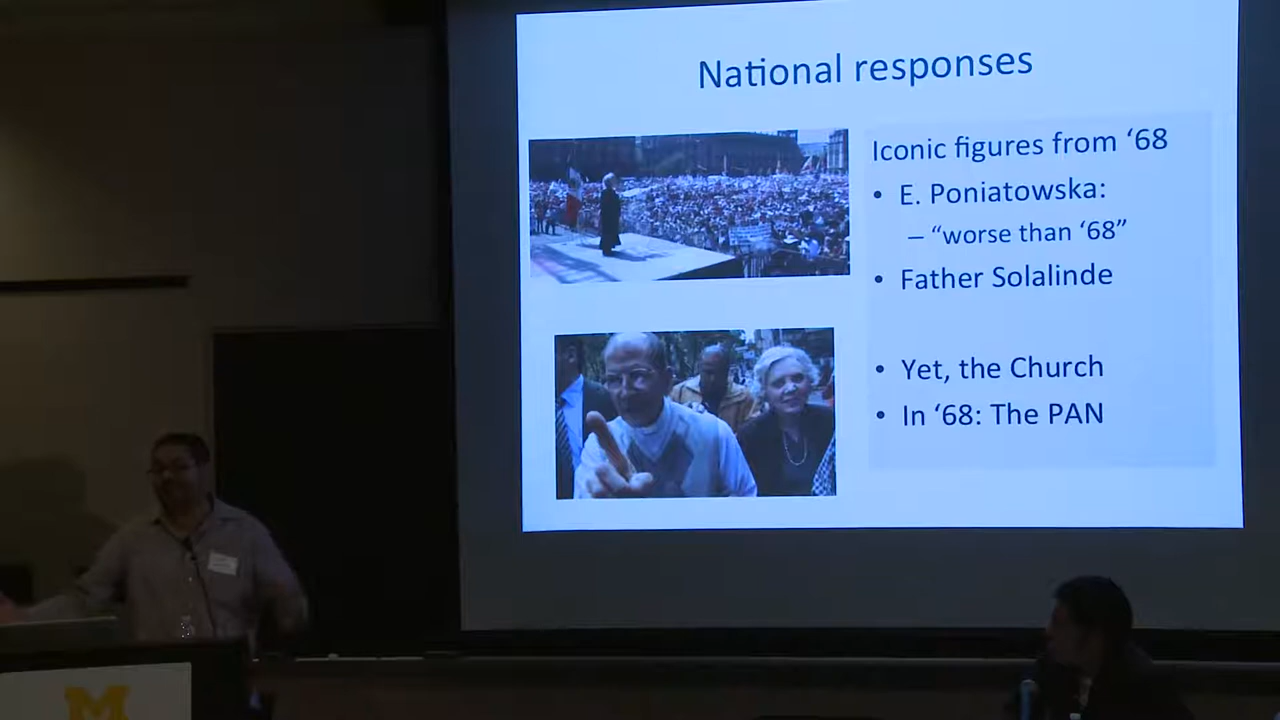 National responses
Iconic figures from ‘68
• E. Poniatowska:
– “worse than ‘68”
• Father Solalinde
• Yet, the Church
• In ‘68: The PAN
M